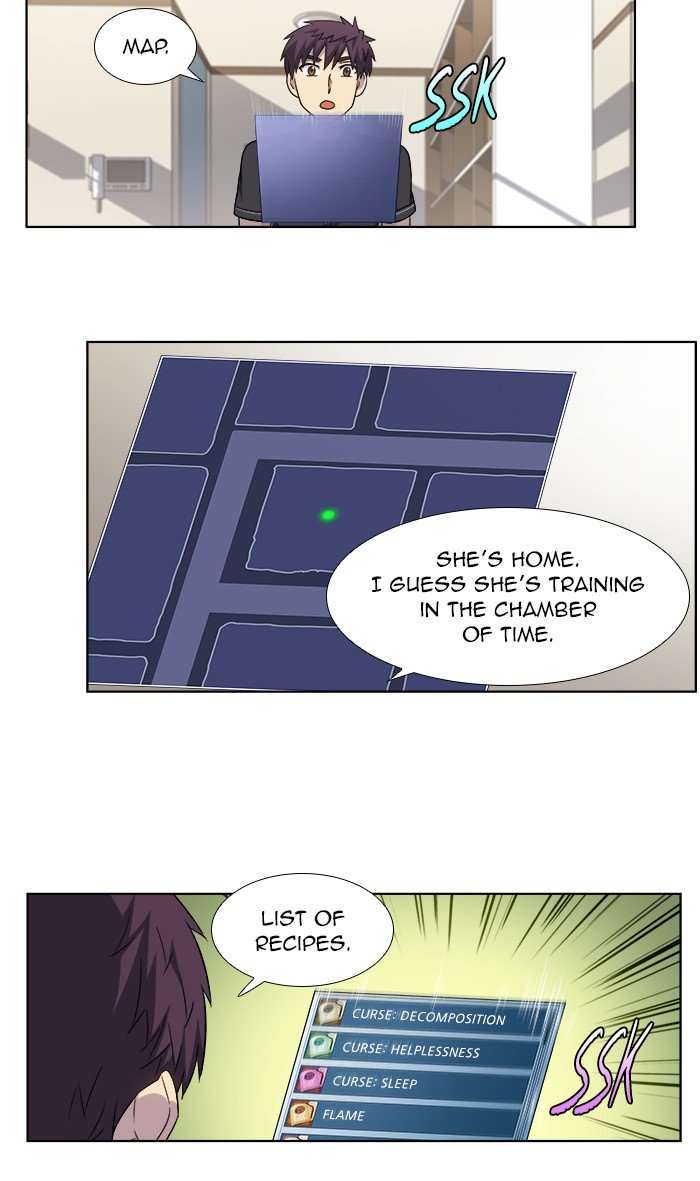 MAP.
SSK
SHE'S HOME.
I GUESS SHE'S TRAINING
IN THE CHAMBER
OF TIME.
LIST OF
RECIPES.
CURSE: DECOMPOSITION
CURSE: HELPLESSNESS
CURSE: SLEEP
FLAME
SSK